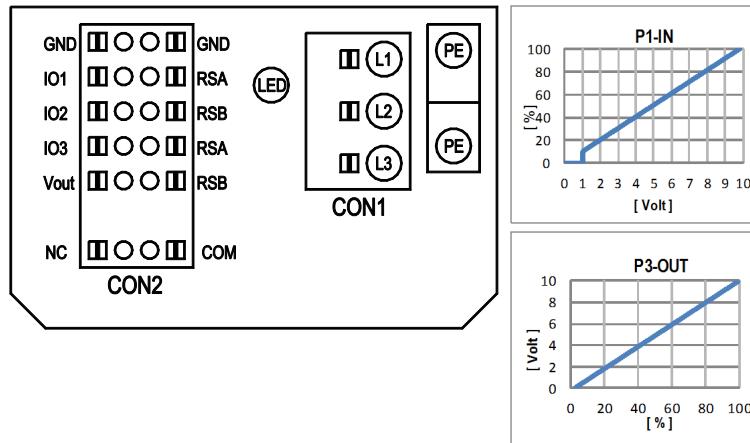 GND GND
IO1 RSA
IO2 RSB
IO3 RSA
Vout RSB
NC COM
CON2
LED
L1
L2
L3
CON1
PE
PE
P1-IN
100
80
60
40
20
0
[ % ]
0 1 2 3 4 5 6 7 8 9 10
[ Volt ]
P3-OUT
10
8
6
4
2
0
[ Volt ]
0 20 40 60 80 100
[ % ]